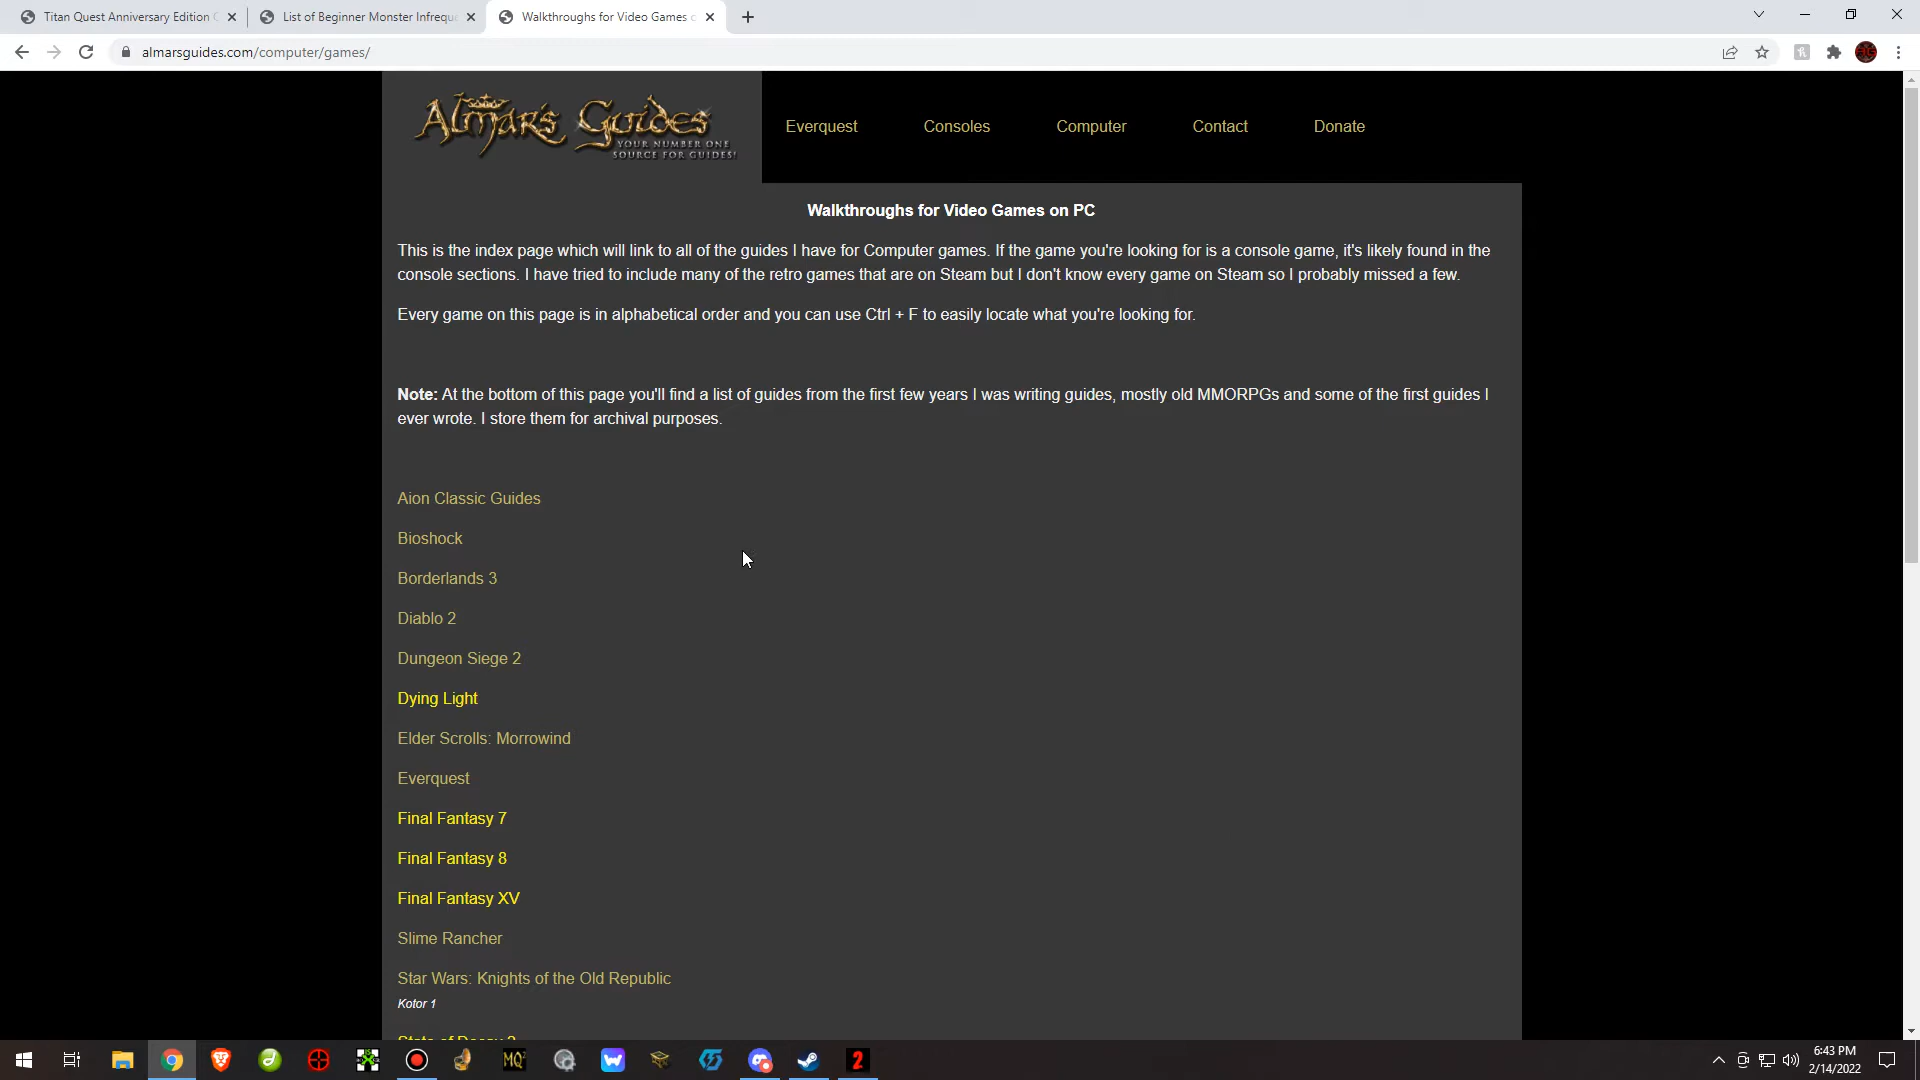 Titan Quest Anniversary Edition
List of Beginner Monster Infreque
Walkthroughs for Video Games o
almarsguides.com/computer/games/
Almars Guides
YOUR NUMBER ONE
SOURCE FOR GUIDES!
Everquest
Consoles
Computer
Contact
Donate
Walkthroughs for Video Games on PC
This is the index page which will link to all of the guides I have for Computer games. If the game you're looking for is a console game, it's likely found in the
console sections. I have tried to include many of the retro games that are on Steam but I don't know every game on Steam so I probably missed a few.
Every game on this page is in alphabetical order and you can use Ctrl + F to easily locate what you're looking for.
Note: At the bottom of this page you'll find a list of guides from the first few years I was writing guides, mostly old MMORPGs and some of the first guides I
ever wrote. I store them for archival purposes.
Aion Classic Guides
Bioshock
Borderlands 3
Diablo 2
Dungeon Siege 2
Dying Light
Elder Scrolls: Morrowind
Everquest
Final Fantasy 7
Final Fantasy 8
Final Fantasy XV
Slime Rancher
Star Wars: Knights of the Old Republic
Kotor 1
State of Decay 2
MQ2
2
6:43 PM
2/14/2022